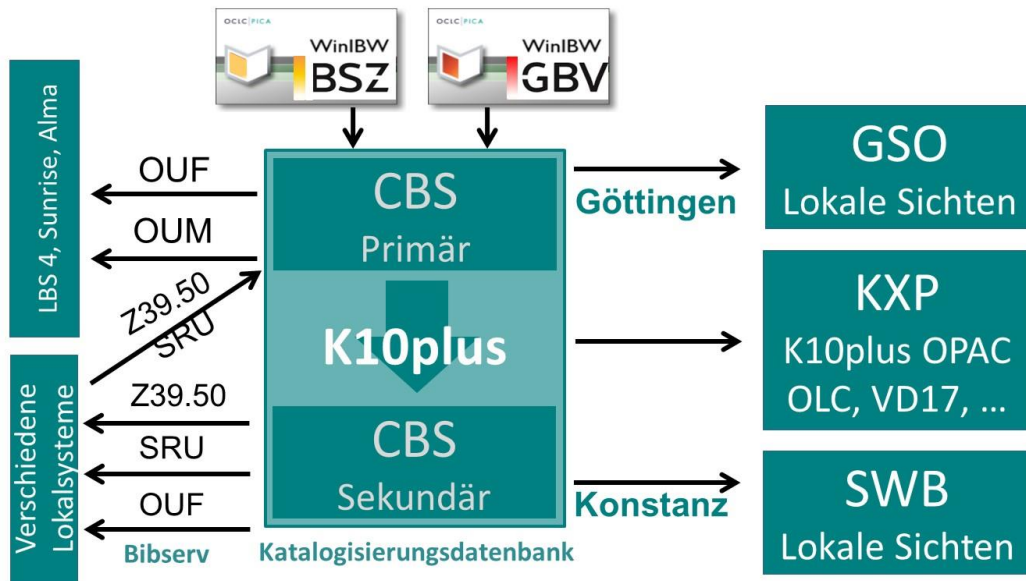 OCLC PICA
WinIBW
BSZ
OCLC PICA
WinIBW
GBV
LBS 4, Sunrise, Alma
OUF
OUM
Z39.50
SRU
Verschiedene
Lokalsysteme
Z39.50
SRU
OUF
Bibserv
CBS
Primär
K10plus
CBS
Sekundär
Katalogisierungsdatenbank
Göttingen
Konstanz
GSO
Lokale Sichten
KXP
K10plus OPAC
OLC, VD17, ...
SWB
Lokale Sichten